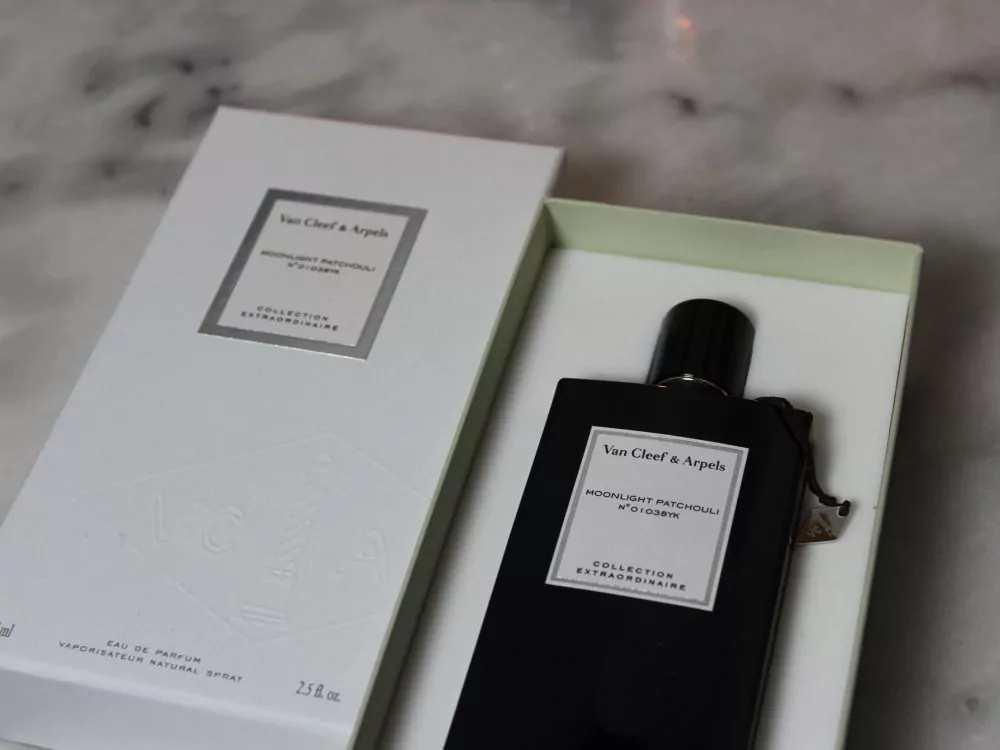 Van Cleef & Arpels
MOONLIGHT PATCHOULI
N°01038YK
COLLECTION
EXTRAORDINAIRE
ml
EAU DE PARFUM
VAPORISATEUR NATURAL SPRAY
2.5 fl. oz.
Van Cleef & Arpels
MOONLIGHT PATCHOULI
N°01038YK
COLLECTION
EXTRAORDINAIRE